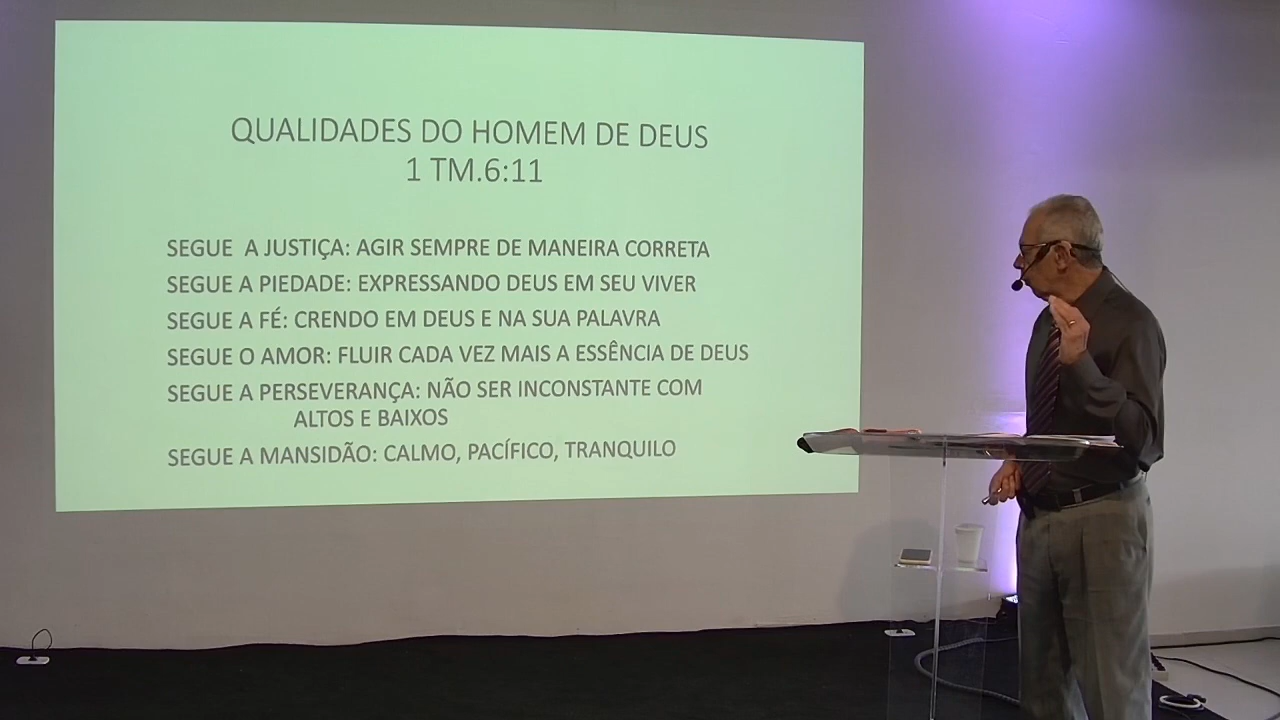 QUALIDADES DO HOMEM DE DEUS
1 TM.6:11
SEGUE A JUSTIÇA: AGIR SEMPRE DE MANEIRA CORRETA
SEGUE A PIEDADE: EXPRESSANDO DEUS EM SEU VIVER
SEGUE A FÉ: CRENDO EM DEUS E NA SUA PALAVRA
SEGUE O AMOR: FLUIR CADA VEZ MAIS A ESSÊNCIA DE DEUS
SEGUE A PERSEVERANÇA: NÃO SER INCONSTANTE COM
ALTOS E BAIXOS
SEGUE A MANSIDÃO: CALMO, PACÍFICO, TRANQUILO